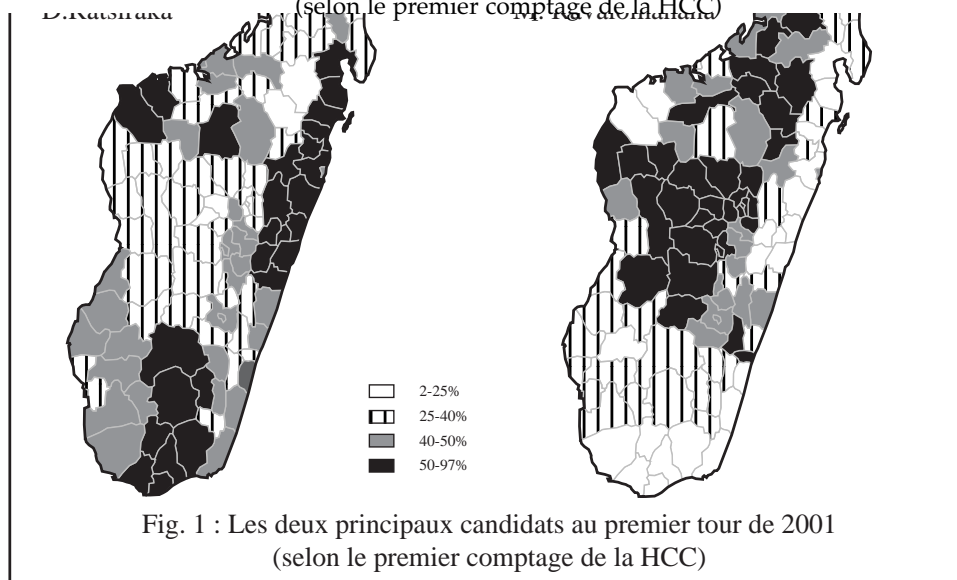 (selon le premier comptage de la HCC)
D.Ratsiraka
2-25%
25-40%
40-50%
50-97%
Fig. 1 : Les deux principaux candidats au premier tour de 2001
(selon le premier comptage de la HCC)